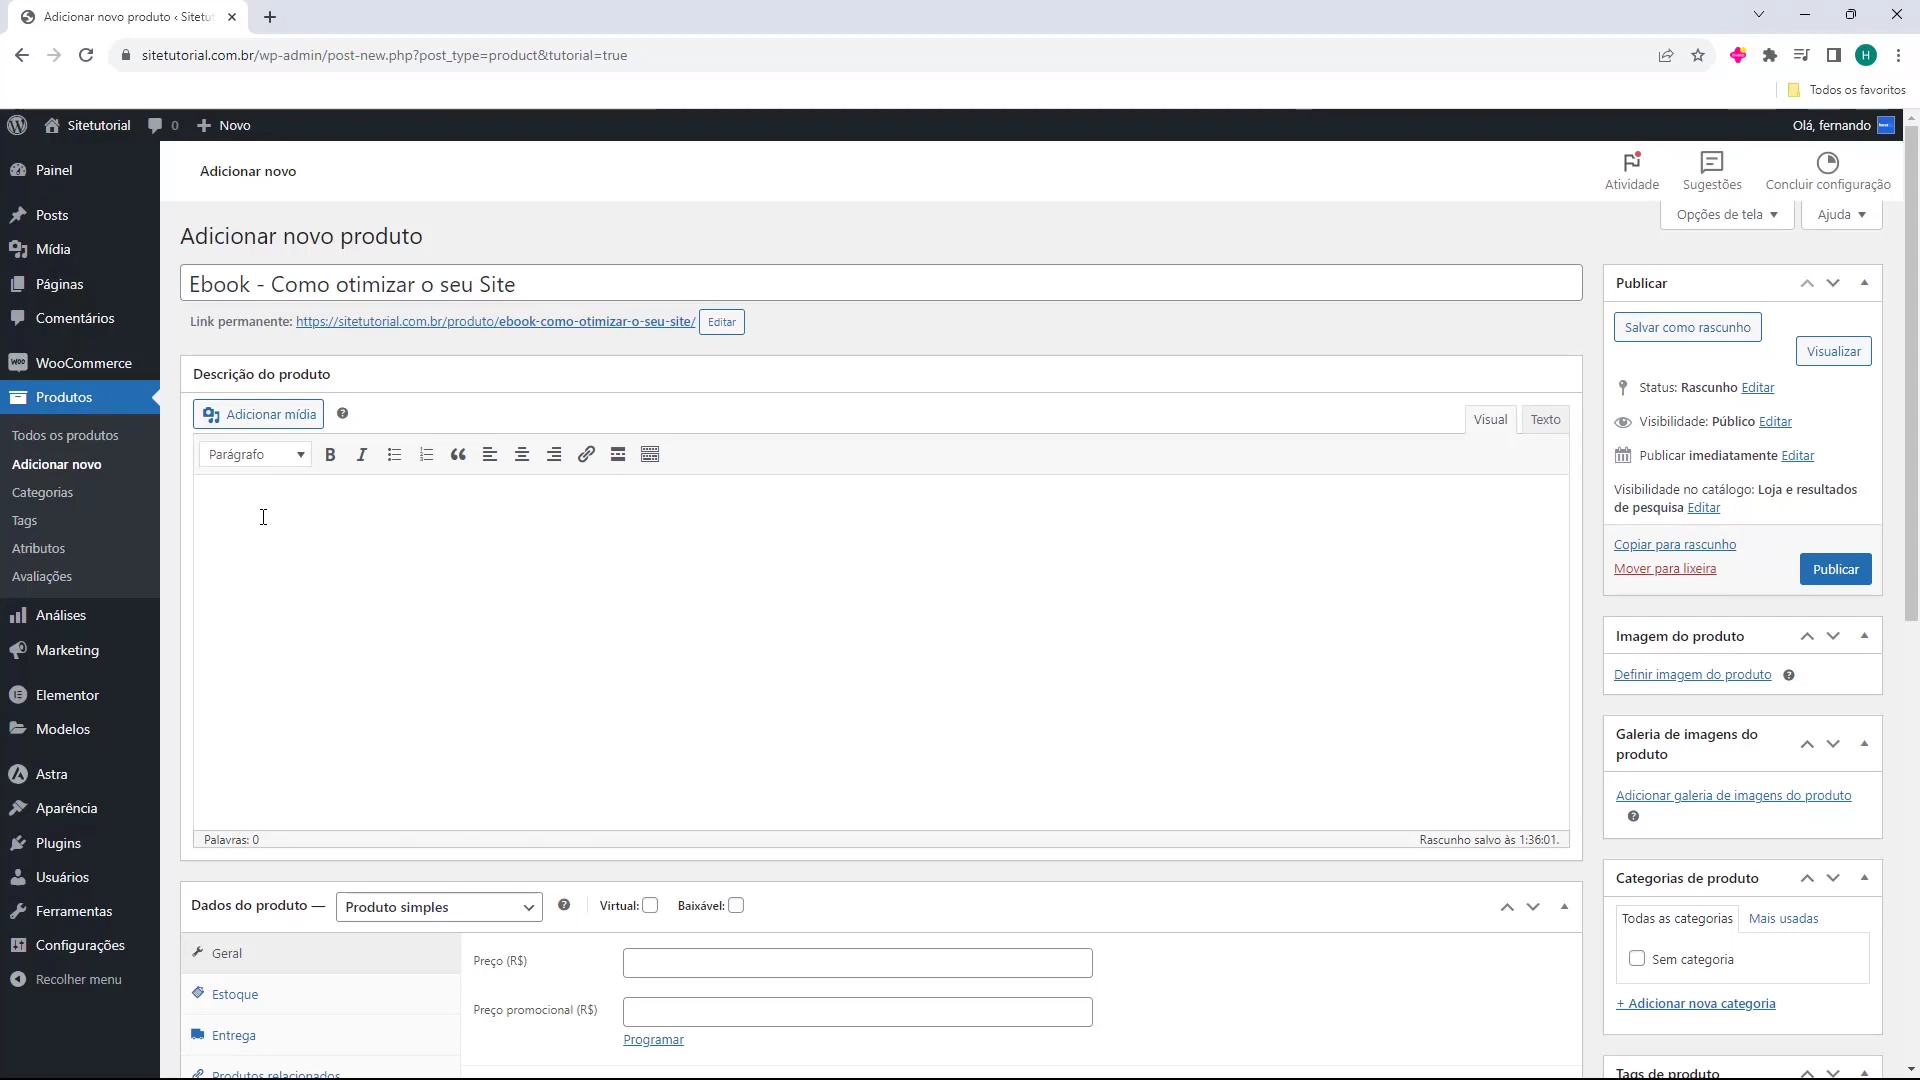 Adicionar novo produto ‹ Sitetu
sitetutorial.com.br/wp-admin/post-new.php?post_type=product&tutorial=true
H
Todos os favoritos
Sitetutorial
0
Novo
Olá, fernando
Painel
Posts
Mídia
Páginas
Comentários
WooCommerce
Produtos
Todos os produtos
Adicionar novo
Categorias
Tags
Atributos
Avaliações
Análises
Marketing
Elementor
Modelos
Astra
Aparência
Plugins
Usuários
Ferramentas
Configurações
Recolher menu
Adicionar novo
Atividade
Sugestões
Concluir configuração
Opções de tela
Ajuda
Adicionar novo produto
Ebook - Como otimizar o seu Site
Link permanente: https://sitetutorial.com.br/produto/ebook-como-otimizar-o-seu-site/ Editar
Descrição do produto
Adicionar mídia
Visual
Texto
Parágrafo
Palavras: 0
Rascunho salvo às 1:36:01.
Dados do produto —
Produto simples
Virtual:
Baixável:
Geral
Estoque
Entrega
Produtos relacionados
Preço (R$)
Preço promocional (R$)
Programar
Publicar
Salvar como rascunho
Visualizar
Status: Rascunho Editar
Visibilidade: Público Editar
Publicar imediatamente Editar
Visibilidade no catálogo: Loja e resultados
de pesquisa Editar
Copiar para rascunho
Mover para lixeira
Publicar
Imagem do produto
Definir imagem do produto
Galeria de imagens do
produto
Adicionar galeria de imagens do produto
Categorias de produto
Todas as categorias
Mais usadas
Sem categoria
+ Adicionar nova categoria
Tags de produto